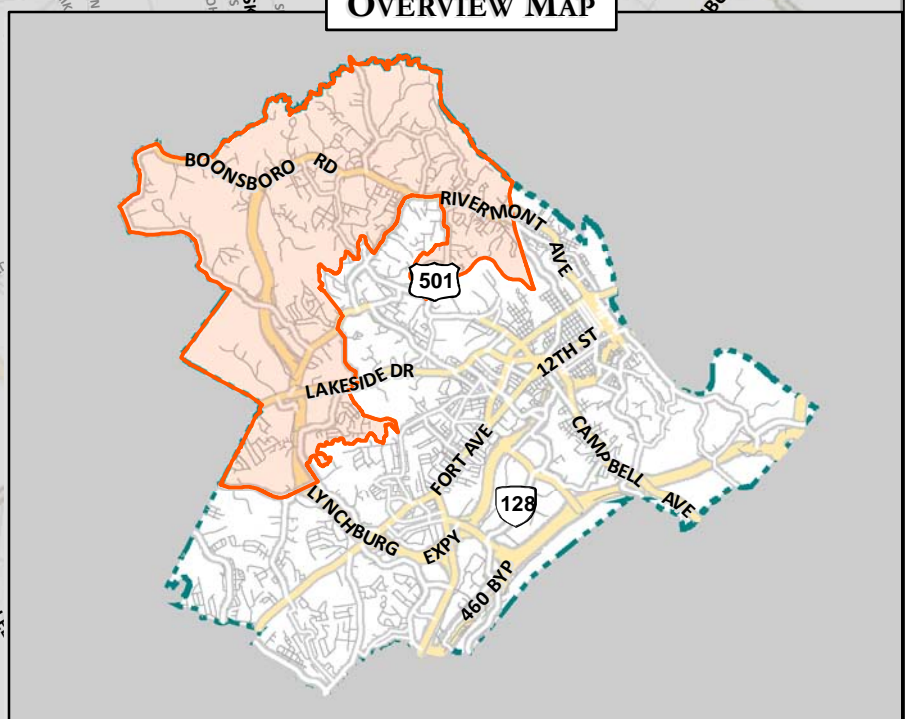 OVERVIEW MAP
BOONSBORO RD
RIVERMONT AVE
501
12TH ST
LAKESIDE DR
CAMPBELL AVE
FORT AVE
128
LYNCHBURG EXPY
460 BYP